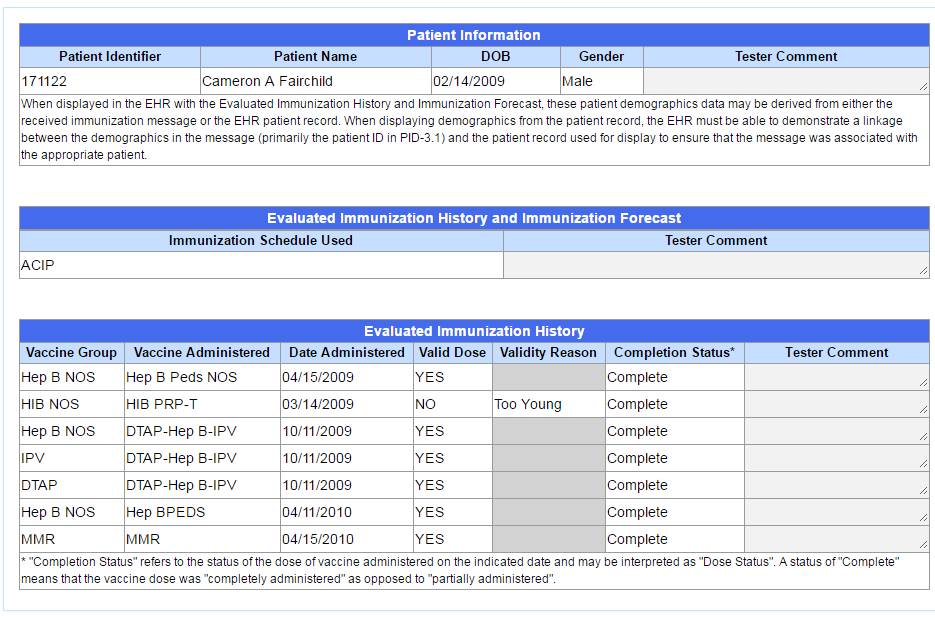 Patient Information
Patient Identifier Patient Name DOB Gender Tester Comment
171122 Cameron A Fairchild 02/14/2009 Male
When displayed in the EHR with the Evaluated Immunization History and Immunization Forecast, these patient demographics data may be derived from either the
received immunization message or the EHR patient record. When displaying demographics from the patient record, the EHR must be able to demonstrate a linkage
between the demographics in the message (primarily the patient ID in PID-3.1) and the patient record used for display to ensure that the message was associated with
the appropriate patient.
Evaluated Immunization History and Immunization Forecast
Immunization Schedule Used Tester Comment
ACIP
Evaluated Immunization History
Vaccine Group Vaccine Administered Date Administered Valid Dose Validity Reason Completion Status* Tester Comment
Hep B NOS Hep B Peds NOS 04/15/2009 YES Complete
HIB NOS HIB PRP-T 03/14/2009 NO Too Young Complete
Hep B NOS DTAP-Hep B-IPV 10/11/2009 YES Complete
IPV DTAP-Hep B-IPV 10/11/2009 YES Complete
DTAP DTAP-Hep B-IPV 10/11/2009 YES Complete
Hep B NOS Hep BPEDS 04/11/2010 YES Complete
MMR MMR 04/15/2010 YES Complete
* "Completion Status" refers to the status of the dose of vaccine administered on the indicated date and may be interpreted as "Dose Status". A status of "Complete"
means that the vaccine dose was "completely administered" as opposed to "partially administered".